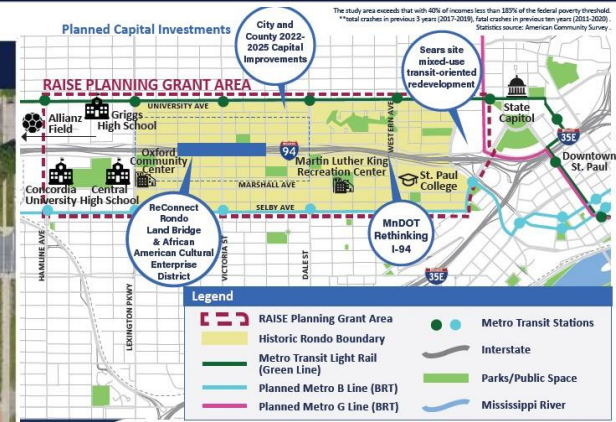 The study area exceeds that with 40% of incomes less than 185% of the federal poverty threshold.
**total crashes in previous 3 years (2017-2019), fatal crashes in previous ten years (2011-2020).
Statistics source: American Community Survey.
Planned Capital Investments
City and
County 2022-
2025 Capital
Improvements
Sears site
mixed-use
transit-oriented
redevelopment
RAISE PLANNING GRANT AREA
UNIVERSITY AVE
Allianz
Field
Griggs
High School
WESTERN AVE
State
Capitol
35E
Downtown
St. Paul
Oxford
Community
Center
94
Martin Luther King
Recreation Center
St. Paul
College
MARSHALL AVE
Concordia
University
Central
High School
SELBY AVE
ReConnect
Rondo
Land Bridge
& African
American Cultural
Enterprise
District
MnDOT
Rethinking
I-94
HAMLINE AVE
LEXINGTON PKWY
VICTORIA ST
DALE ST
35E
Legend
RAISE Planning Grant Area
Historic Rondo Boundary
Metro Transit Light Rail
(Green Line)
Planned Metro B Line (BRT)
Planned Metro G Line (BRT)
Metro Transit Stations
Interstate
Parks/Public Space
Mississippi River